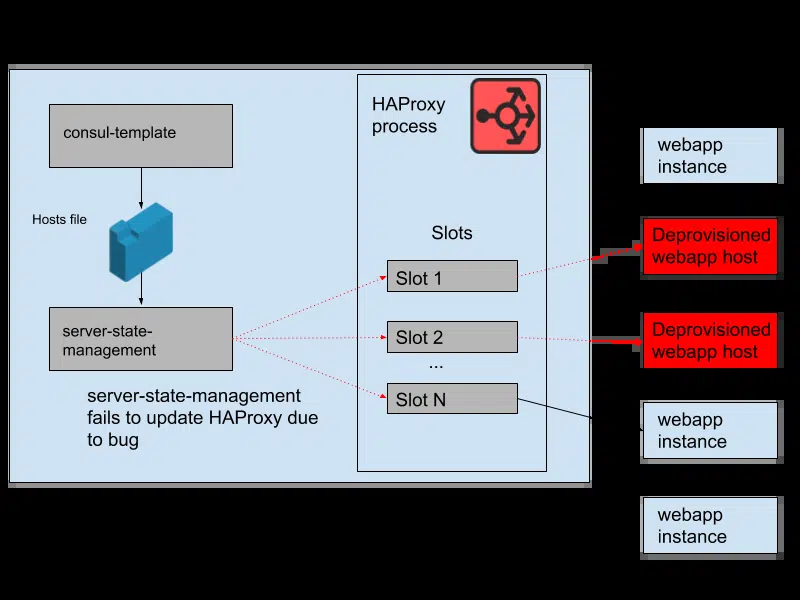 consul-template
Hosts file
server-state-
management
server-state-management
fails to update HAProxy due
to bug
HAProxy
process
Slots
Slot 1
Slot 2
...
Slot N
webapp
instance
Deprovisioned
webapp host
Deprovisioned
webapp host
webapp
instance
webapp
instance